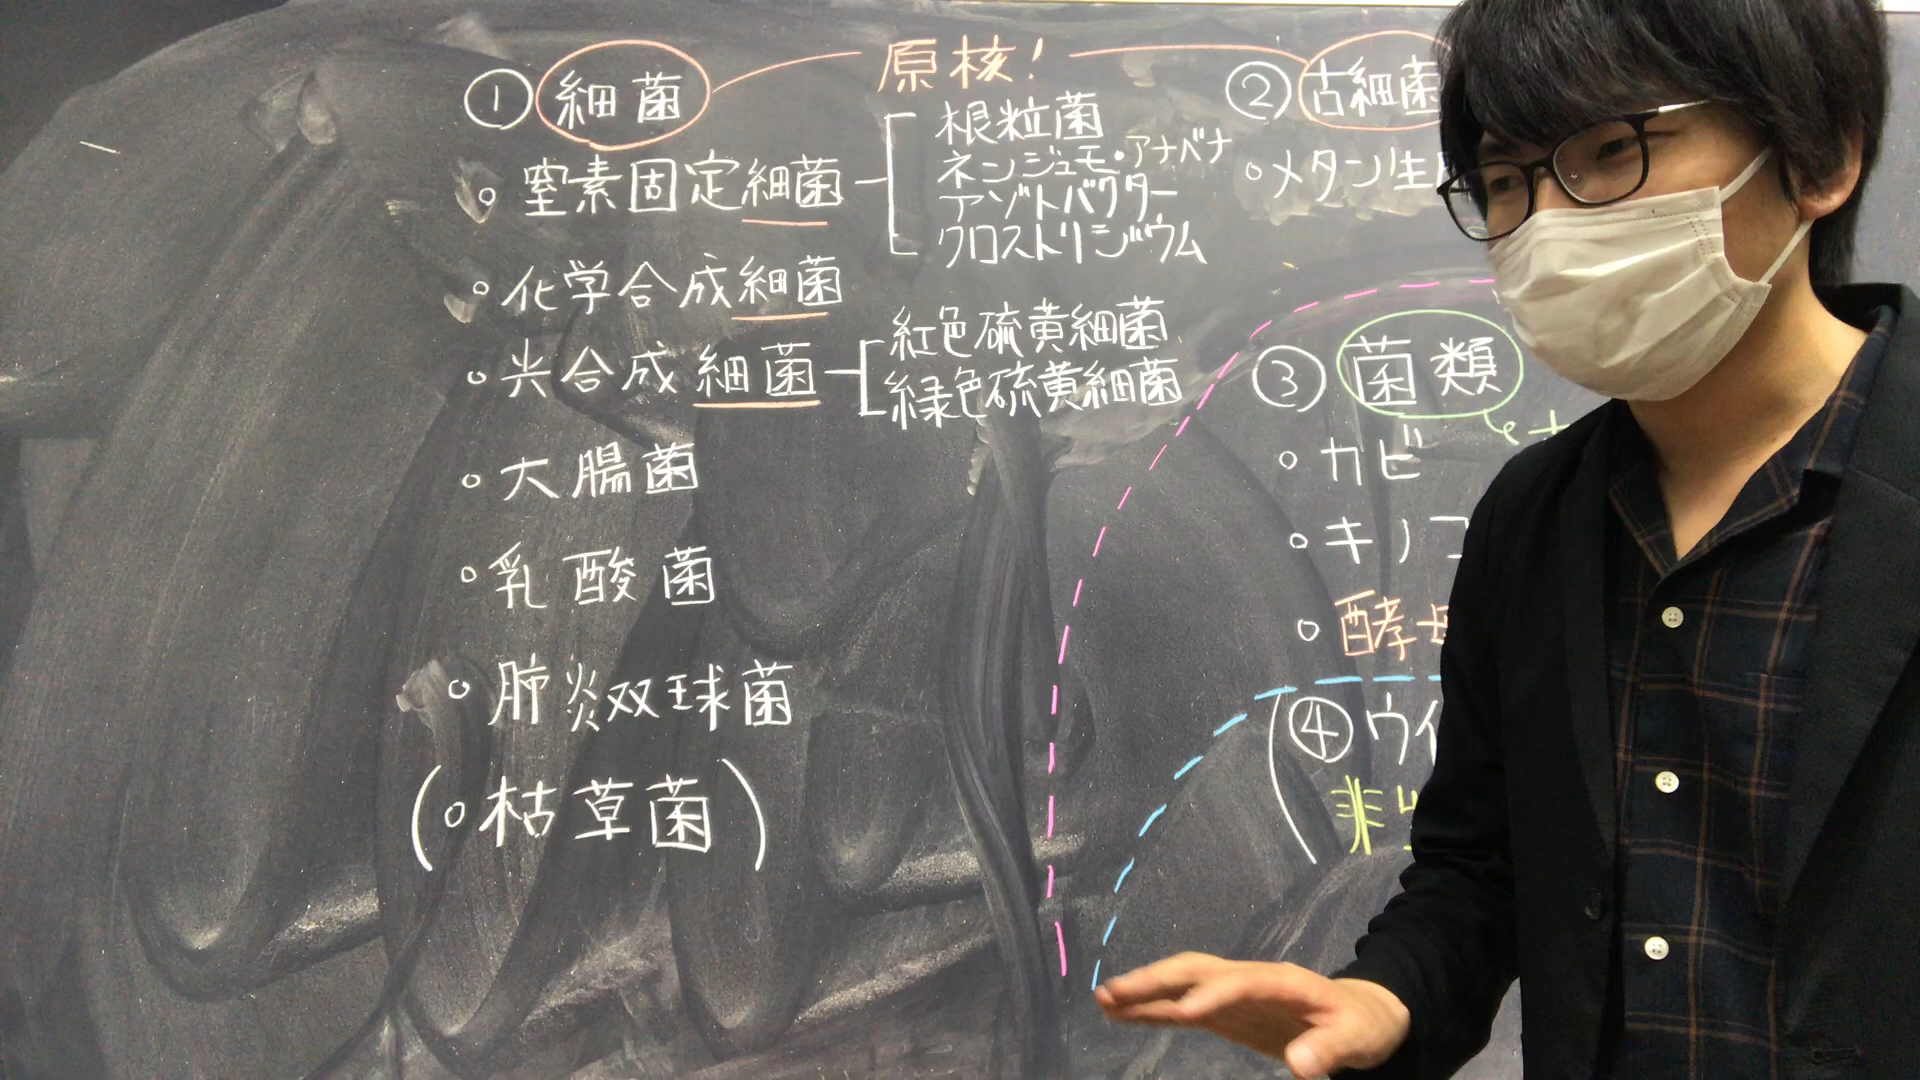 原核!
① 細菌
。窒素固定細菌
根粒菌
ネンジュモ・アナベナ
アゾトバクター
クロストリジウム
。化学合成細菌
。光合成細菌
紅色硫黄細菌
緑色硫黄細菌
。大腸菌
。乳酸菌
。肺炎双球菌
(。枯草菌)
② 古細菌
。メタン生
③ 菌類
。カビ
。キノコ
。酵母
④ ウイ
非